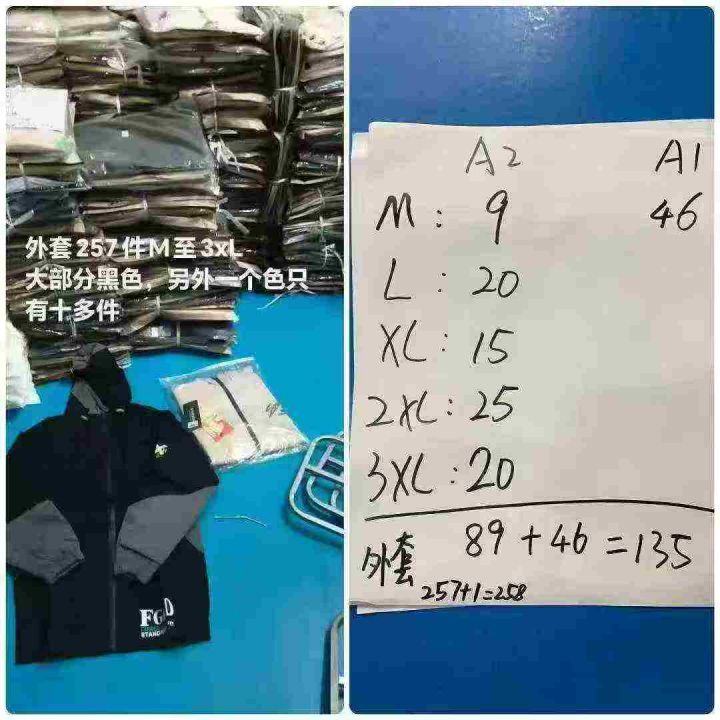 外套257件M至3xL
大部分黑色，另外一个色只
有十多件
A2 A1
M: 9 46
L: 20
XL: 15
2XL: 25
3XL: 20
外套 89+46=135
257+1=258